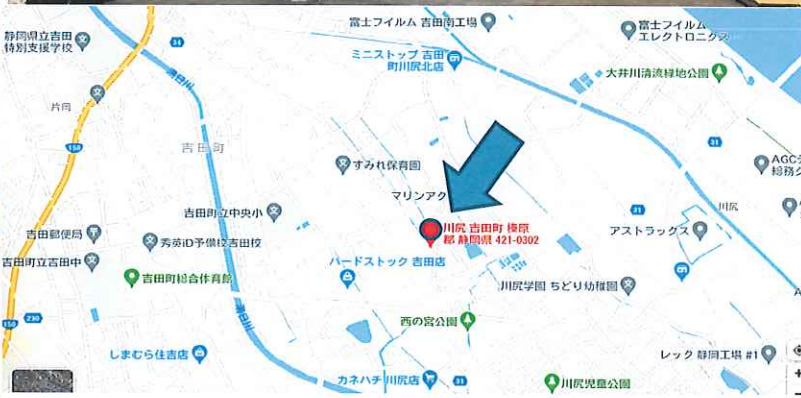 静岡県立吉田
特別支援学校
34
富士フイルム 吉田南工場
富士フイルム
エレクトロニクス
ミニストップ 吉田
町川尻北店
大井川清流緑地公園
湯日川
片岡
150
吉田町
31
すみれ保育園
AGC
総務
マリンアク
吉田町立中央小
川尻 吉田町 榛原
郡 静岡県 421-0302
31
川尻
アストラックス
吉田郵便局
秀英iD予備校吉田校
吉田町立吉田中
ハードストック 吉田店
吉田町総合体育館
川尻学園 ちどり幼稚園
150
230
湯日川
西の宮公園
しまむら住吉店
レック 静岡工場 #1
カネハチ 川尻店
31
川尻児童公園